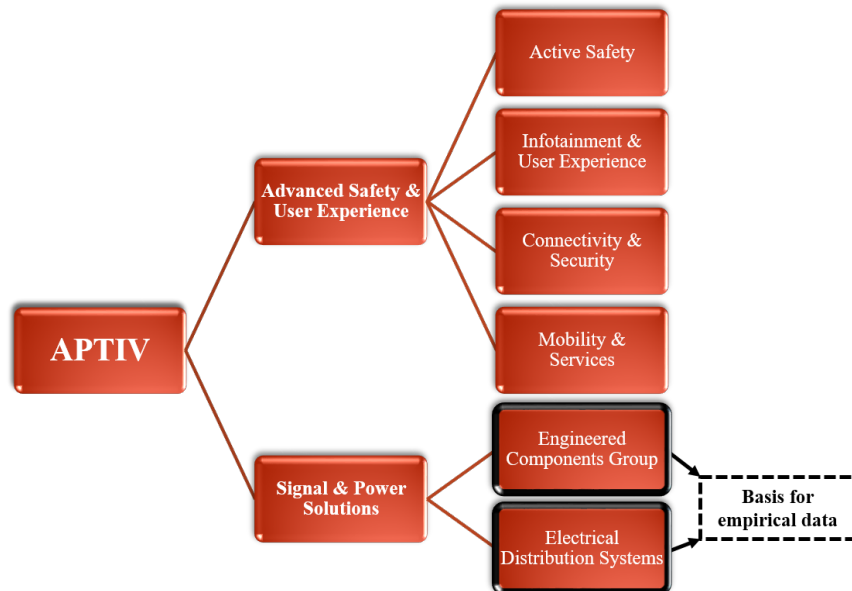 Active Safety
Infotainment &
User Experience
Advanced Safety &
User Experience
Connectivity &
Security
APTIV
Mobility &
Services
Signal & Power
Solutions
Engineered
Components Group
Electrical
Distribution Systems
Basis for
empirical data